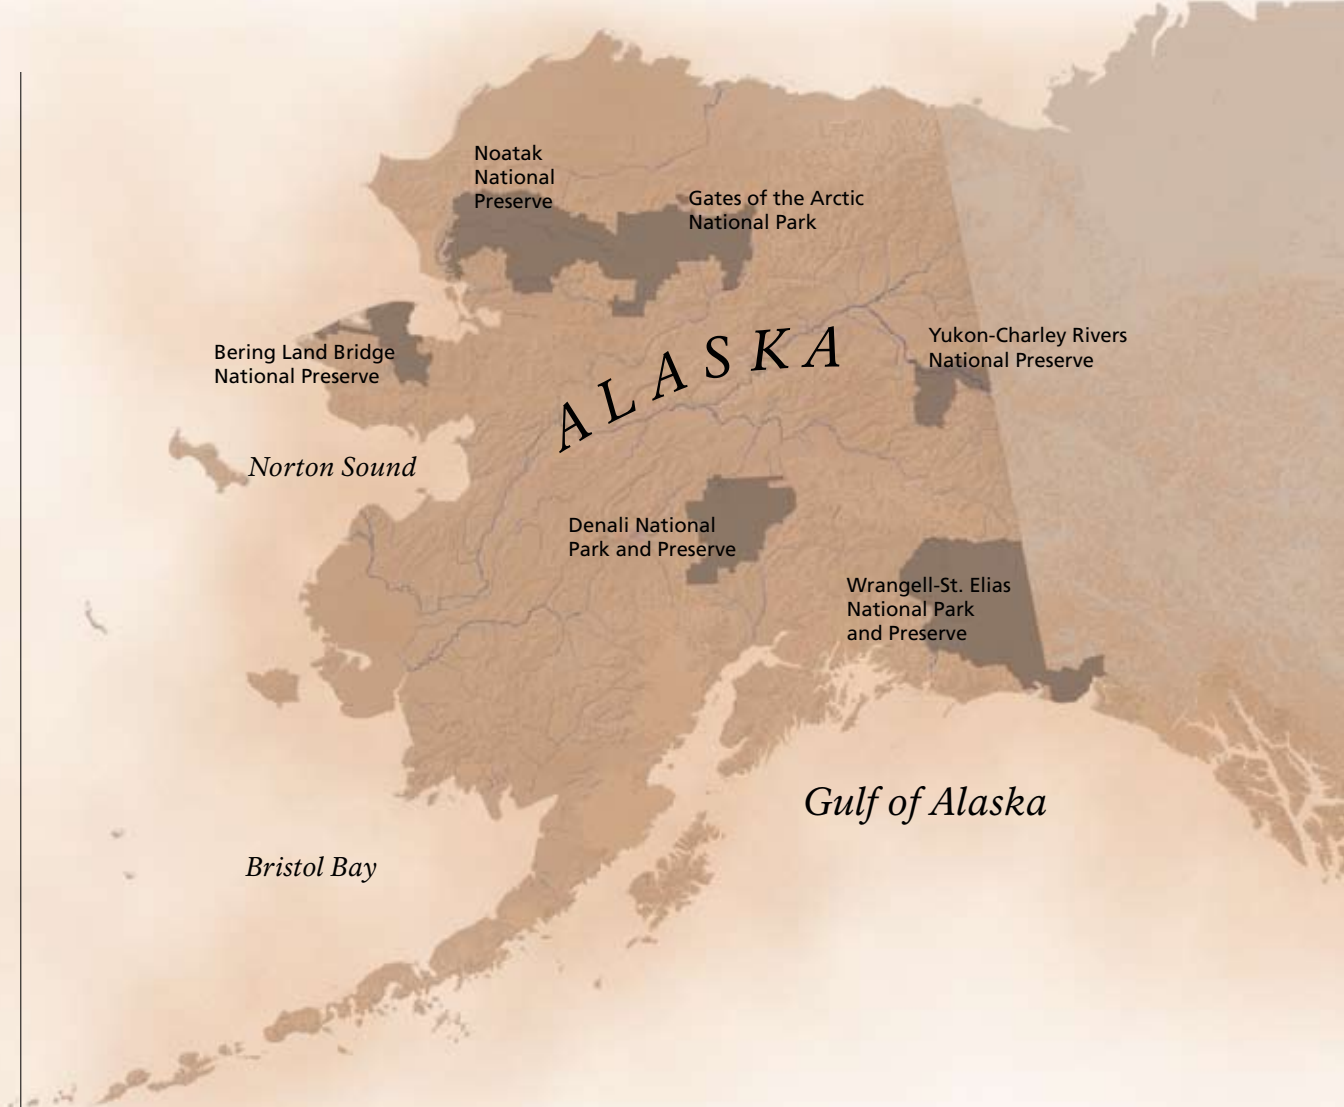 Noatak
National
Preserve
Gates of the Arctic
National Park
ALASKA
Yukon-Charley Rivers
National Preserve
Bering Land Bridge
National Preserve
Norton Sound
Denali National
Park and Preserve
Wrangell-St. Elias
National Park
and Preserve
Gulf of Alaska
Bristol Bay